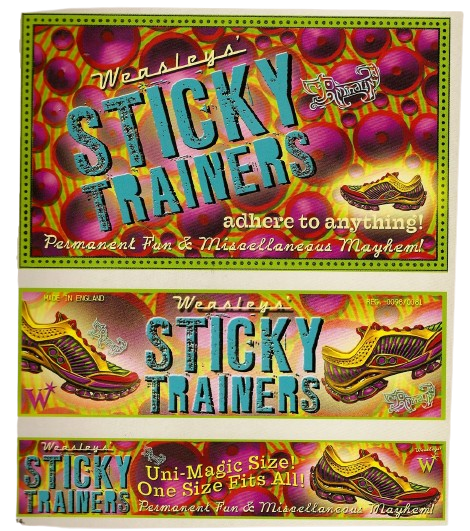 Weasleys'
STICKY
TRAINERS
adhere to anything!
Permanent Fun & Miscellaneous Mayhem!
MADE IN ENGLAND
Weasleys'
STICKY
TRAINERS
W
Weasleys'
STICKY
TRAINERS
Uni-Magic Size!
One Size Fits All!
Permanent Fun & Miscellaneous Mayhem!
Weasleys'
W